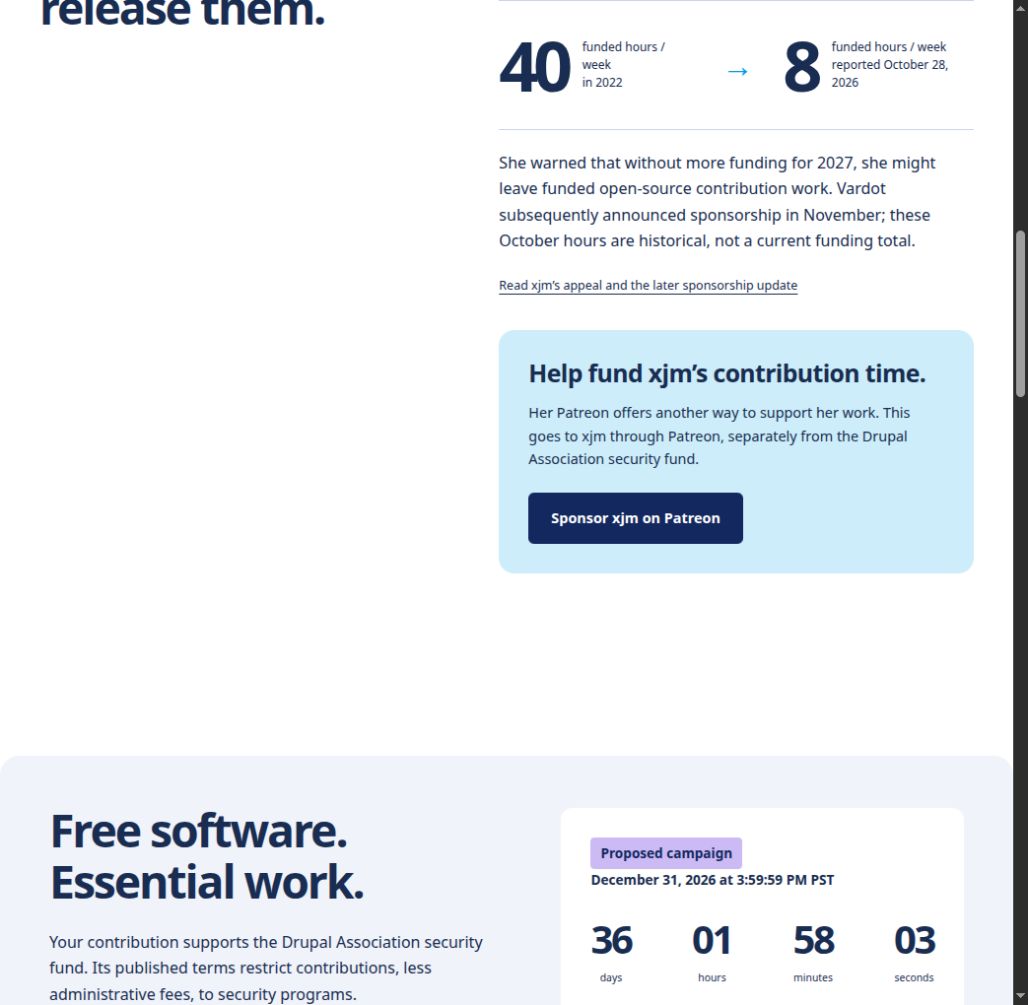 release them.
40
funded hours /
week
in 2022
→
8
funded hours / week
reported October 28,
2026
She warned that without more funding for 2027, she might
leave funded open-source contribution work. Vardot
subsequently announced sponsorship in November; these
October hours are historical, not a current funding total.
Read xjm’s appeal and the later sponsorship update
Help fund xjm’s contribution time.
Her Patreon offers another way to support her work. This
goes to xjm through Patreon, separately from the Drupal
Association security fund.
Sponsor xjm on Patreon
Free software.
Essential work.
Your contribution supports the Drupal Association security
fund. Its published terms restrict contributions, less
administrative fees, to security programs.
Proposed campaign
December 31, 2026 at 3:59:59 PM PST
36 01 58 03
days hours minutes seconds